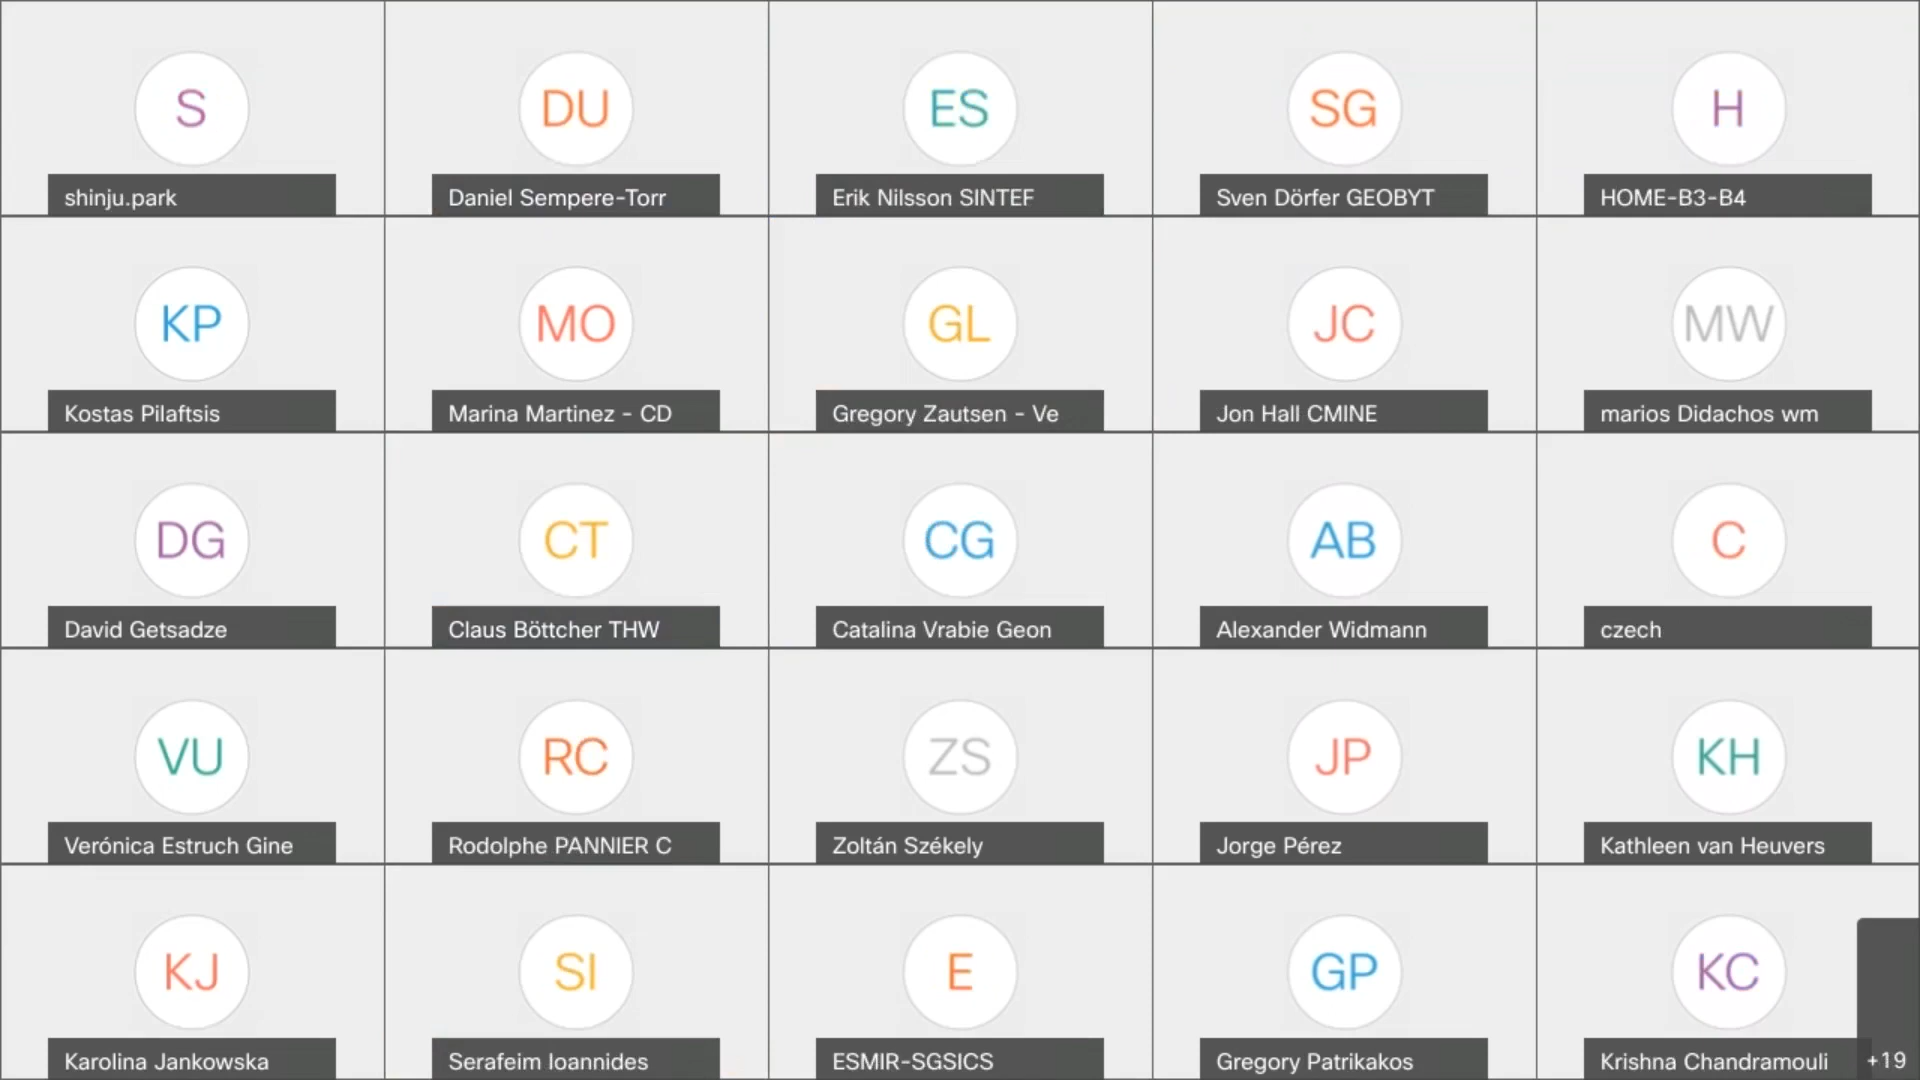 S
DU
ES
SG
H
shinju.park
Daniel Sempere-Torr
Erik Nilsson SINTEF
Sven Dörfer GEOBYT
HOME-B3-B4
KP
MO
GL
JC
MW
Kostas Pilaftsis
Marina Martinez - CD
Gregory Zautsen - Ve
Jon Hall CMINE
marios Didachos wm
DG
CT
CG
AB
C
David Getsadze
Claus Böttcher THW
Catalina Vrabie Geon
Alexander Widmann
czech
VU
RC
ZS
JP
KH
Verónica Estruch Gine
Rodolphe PANNIER C
Zoltán Székely
Jorge Pérez
Kathleen van Heuvers
KJ
SI
E
GP
KC
Karolina Jankowska
Serafeim Ioannides
ESMIR-SGSICS
Gregory Patrikakos
Krishna Chandramouli
+19